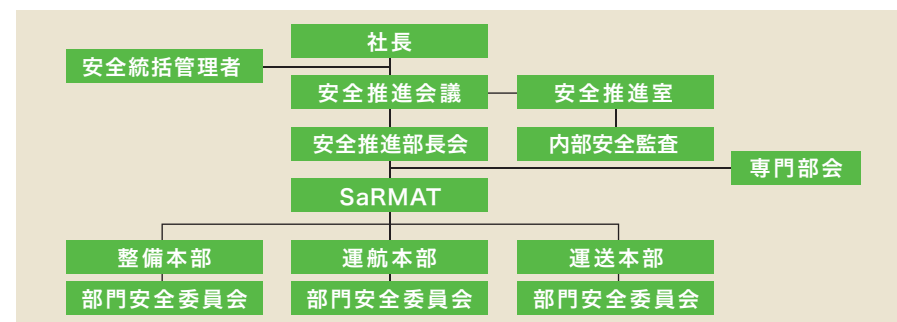 社長
安全統括管理者
安全推進会議
安全推進室
安全推進部長会
内部安全監査
専門部会
SaRMAT
整備本部
運航本部
運送本部
部門安全委員会
部門安全委員会
部門安全委員会